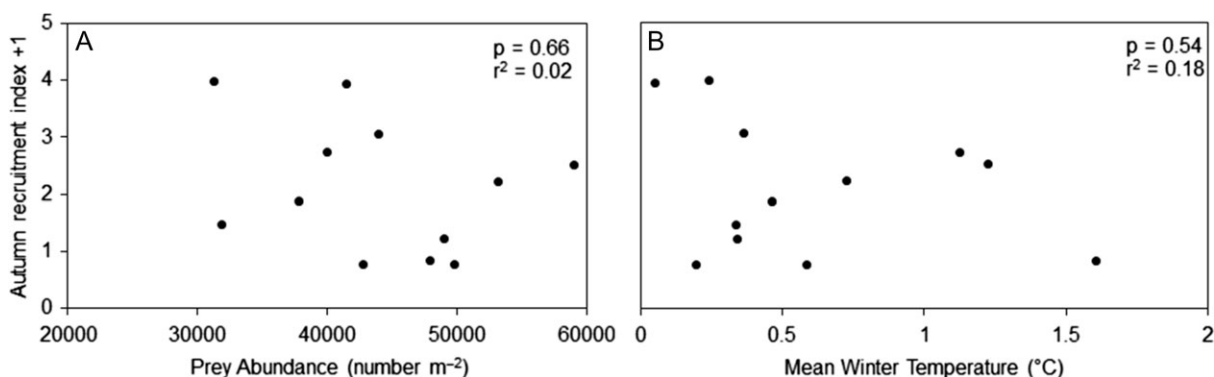 A
p = 0.66
r² = 0.02
5
4
3
2
1
0
Autumn recruitment index +1
20000 30000 40000 50000 60000
Prey Abundance (number m⁻²)
B
p = 0.54
r² = 0.18
0 0.5 1 1.5 2
Mean Winter Temperature (°C)